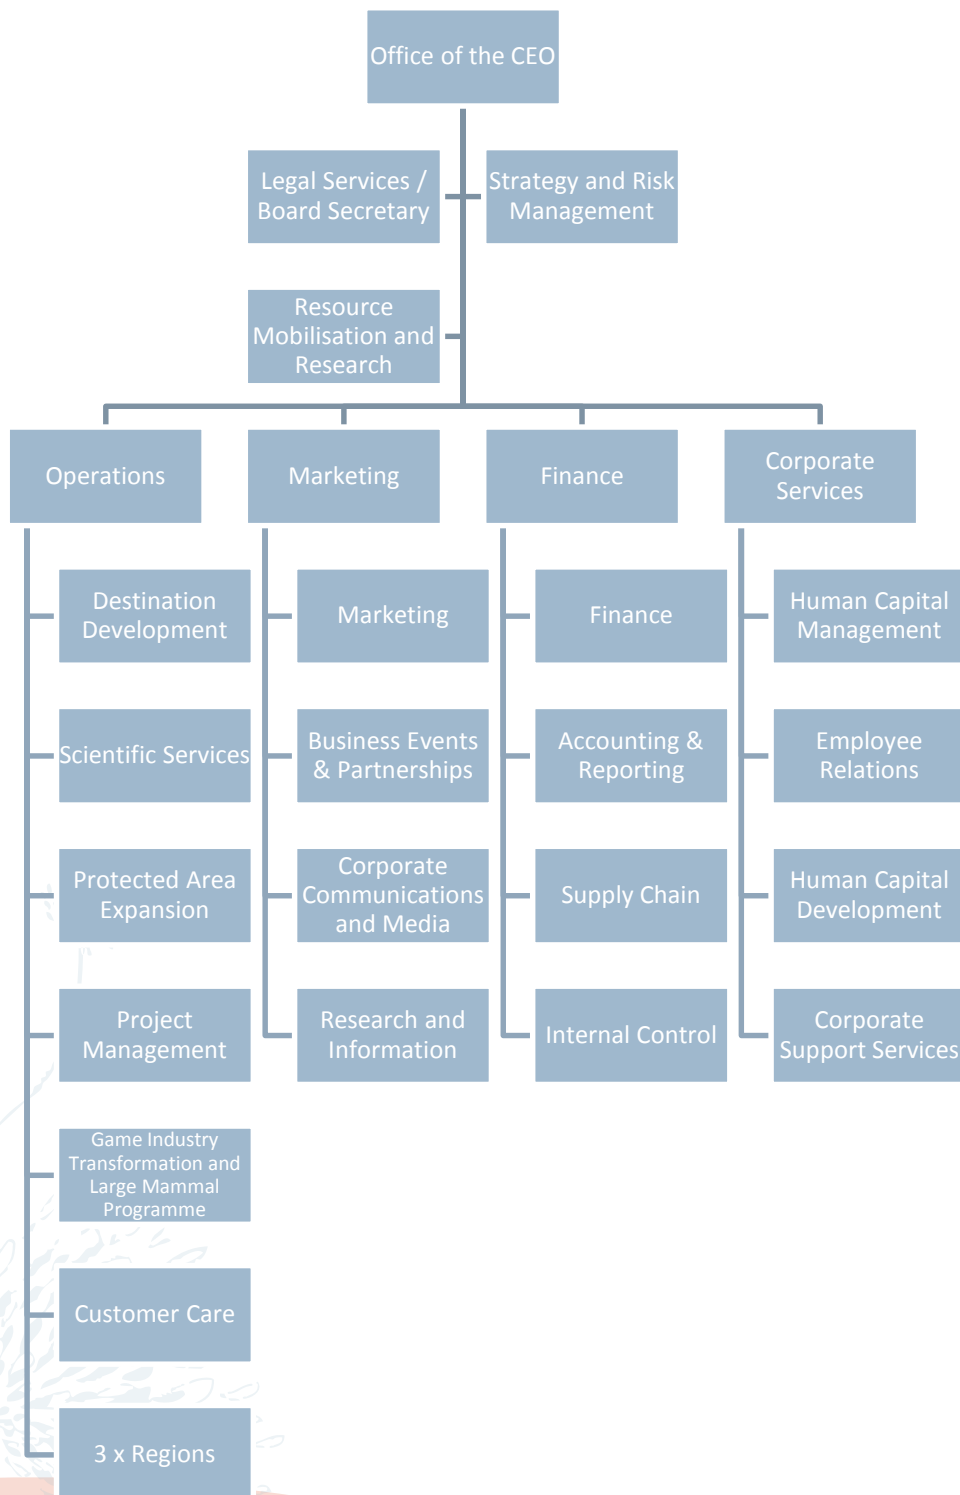 Office of the CEO
Legal Services /
Board Secretary
Strategy and Risk
Management
Resource
Mobilisation and
Research
Operations
Marketing
Finance
Corporate
Services
Destination
Development
Scientific Services
Protected Area
Expansion
Project
Management
Game Industry
Transformation and
Large Mammal
Programme
Customer Care
3 x Regions
Marketing
Business Events
& Partnerships
Corporate
Communications
and Media
Research and
Information
Finance
Accounting &
Reporting
Supply Chain
Internal Control
Human Capital
Management
Employee
Relations
Human Capital
Development
Corporate
Support Services